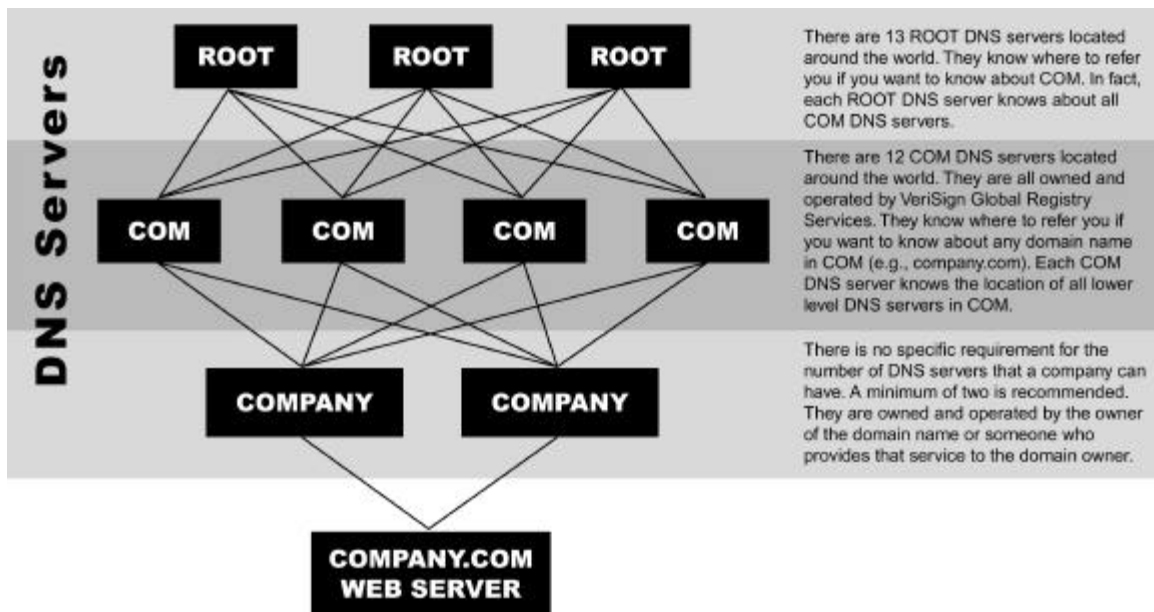 DNS Servers
ROOT
ROOT
ROOT
There are 13 ROOT DNS servers located
around the world. They know where to refer
you if you want to know about COM. In fact,
each ROOT DNS server knows about all
COM DNS servers.
COM
COM
COM
COM
There are 12 COM DNS servers located
around the world. They are all owned and
operated by VeriSign Global Registry
Services. They know where to refer you if
you want to know about any domain name
in COM (e.g., company.com). Each COM
DNS server knows the location of all lower
level DNS servers in COM.
COMPANY
COMPANY
There is no specific requirement for the
number of DNS servers that a company can
have. A minimum of two is recommended.
They are owned and operated by the owner
of the domain name or someone who
provides that service to the domain owner.
COMPANY.COM
WEB SERVER